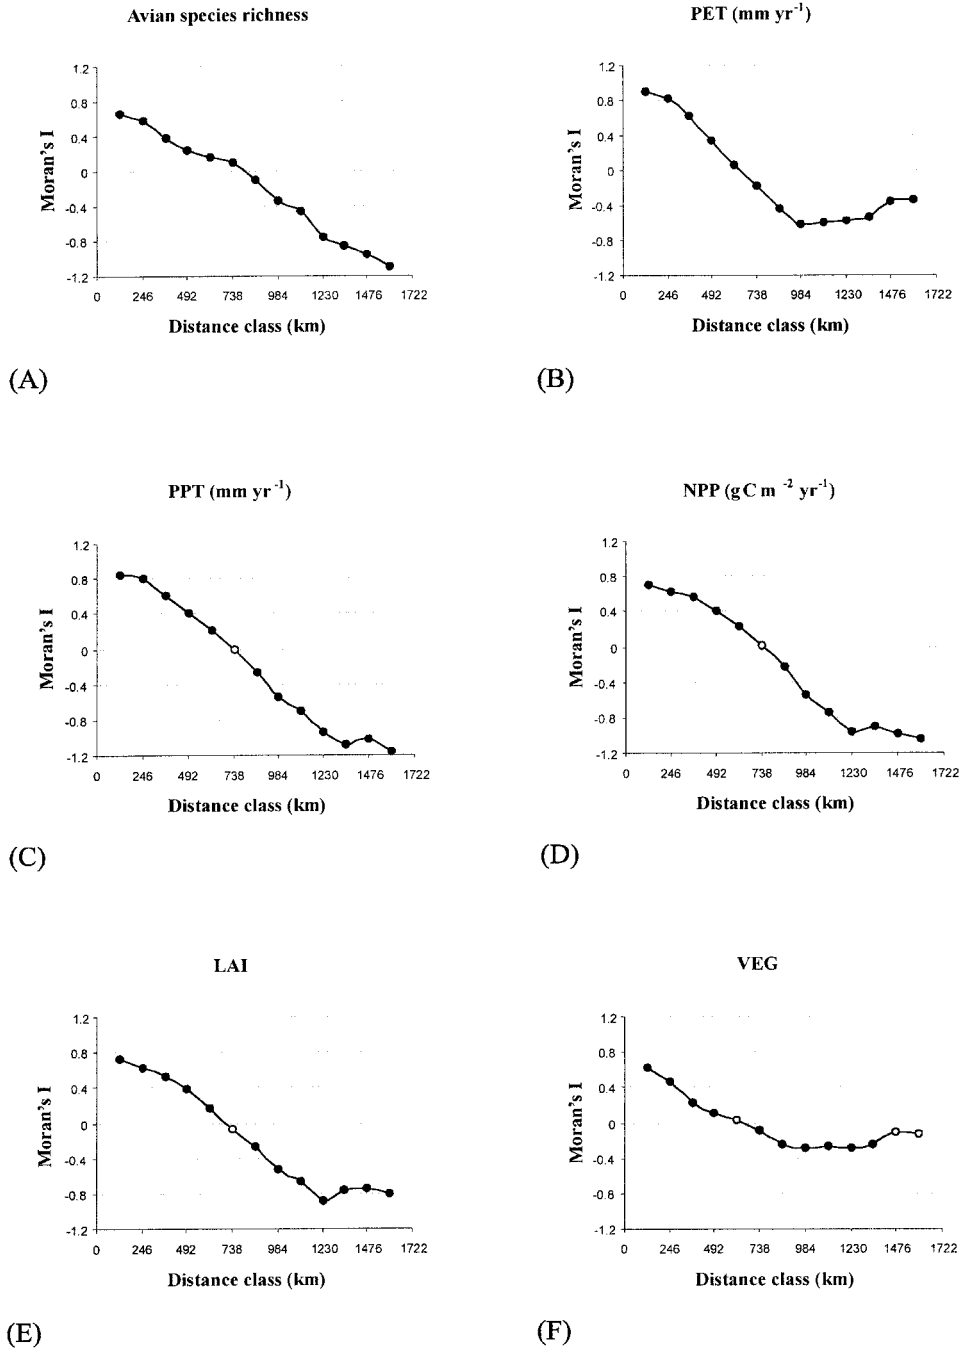 Avian species richness
1.2
0.8
0.4
0
-0.4
-0.8
-1.2
Moran's I
0 246 492 738 984 1230 1476 1722
Distance class (km)
(A)
PET (mm yr⁻¹)
1.2
0.8
0.4
0
-0.4
-0.8
-1.2
Moran's I
0 246 492 738 984 1230 1476 1722
Distance class (km)
(B)
PPT (mm yr⁻¹)
1.2
0.8
0.4
0
-0.4
-0.8
-1.2
Moran's I
0 246 492 738 984 1230 1476 1722
Distance class (km)
(C)
NPP (g C m⁻² yr⁻¹)
1.2
0.8
0.4
0
-0.4
-0.8
-1.2
Moran's I
0 246 492 738 984 1230 1476 1722
Distance class (km)
(D)
LAI
1.2
0.8
0.4
0
-0.4
-0.8
-1.2
Moran's I
0 246 492 738 984 1230 1476 1722
Distance class (km)
(E)
VEG
1.2
0.8
0.4
0
-0.4
-0.8
-1.2
Moran's I
0 246 492 738 984 1230 1476 1722
Distance class (km)
(F)